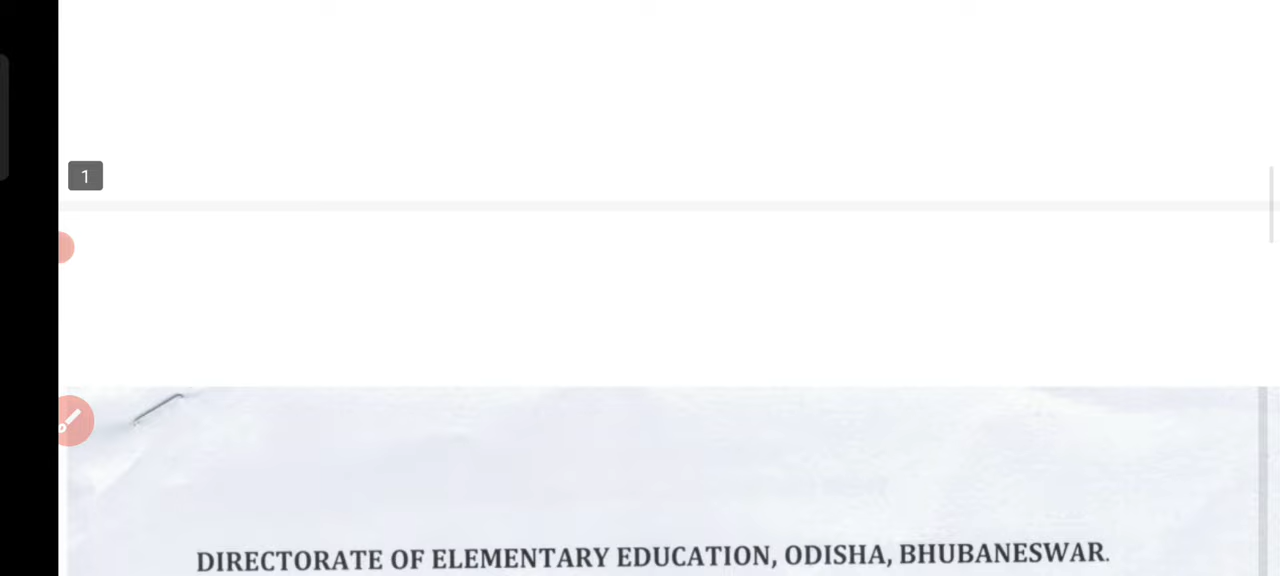 1
DIRECTORATE OF ELEMENTARY EDUCATION, ODISHA, BHUBANESWAR.